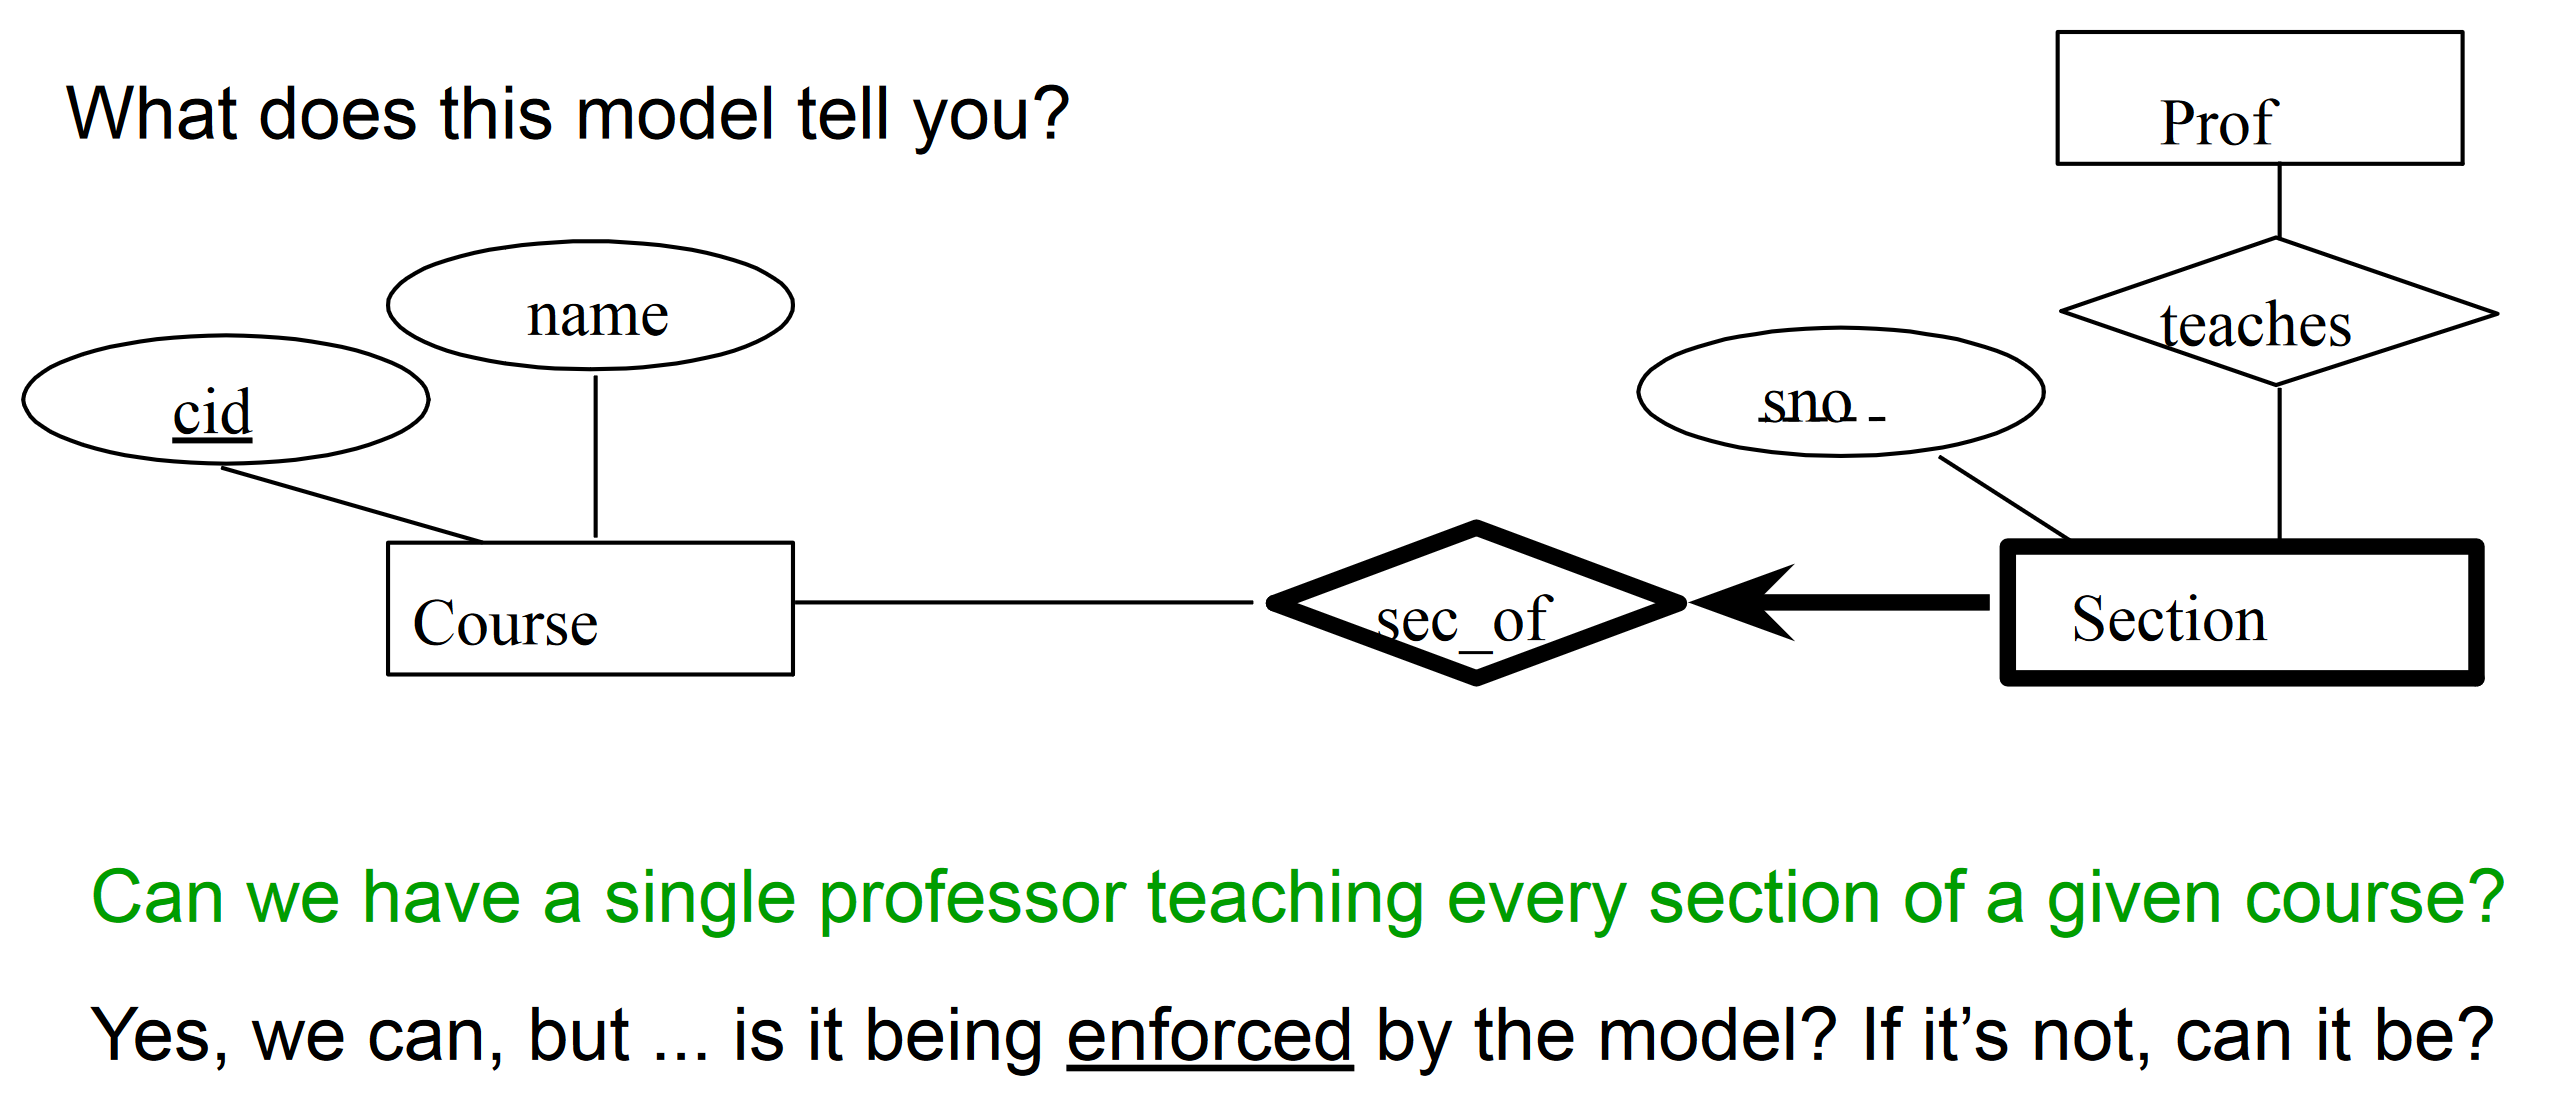 What does this model tell you?
Prof
name
teaches
cid
sno
Course
sec_of
Section
Can we have a single professor teaching every section of a given course?
Yes, we can, but ... is it being enforced by the model? If it’s not, can it be?